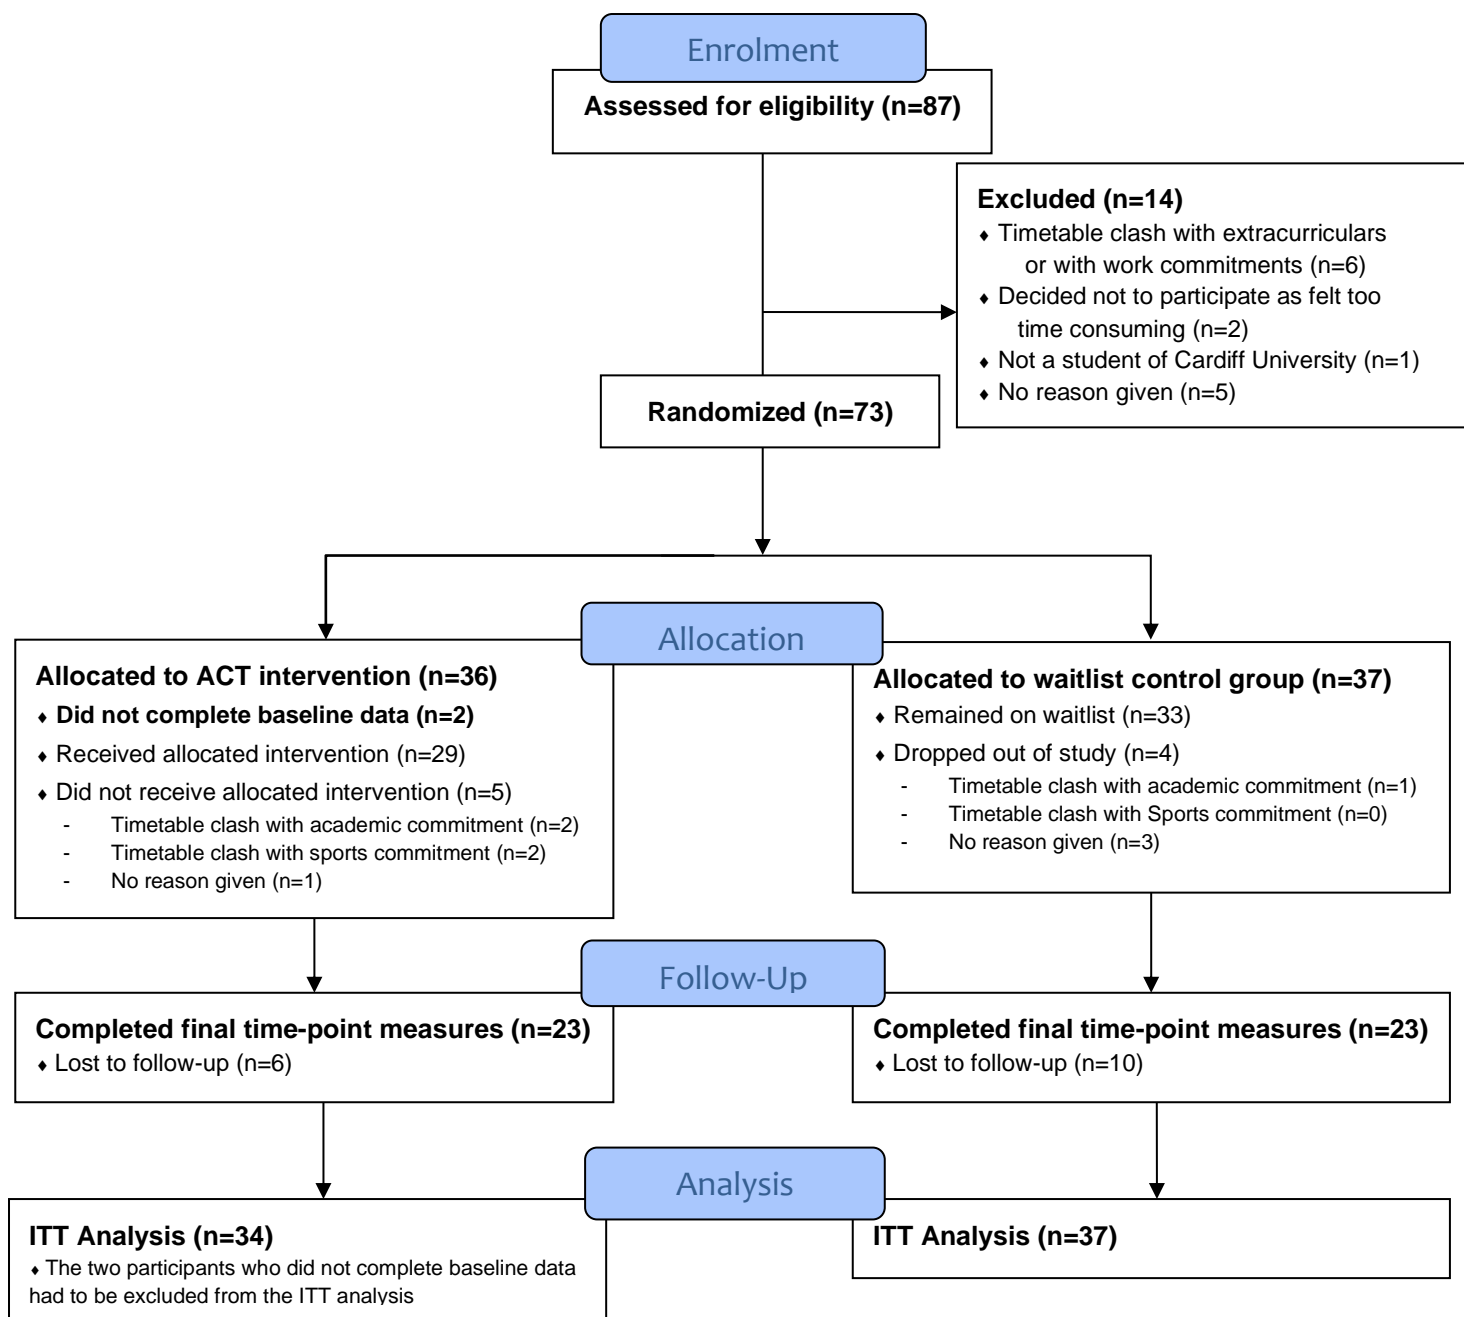 Enrolment
Assessed for eligibility (n=87)
Excluded (n=14)
♦ Timetable clash with extracurriculars
or with work commitments (n=6)
♦ Decided not to participate as felt too
time consuming (n=2)
♦ Not a student of Cardiff University (n=1)
♦ No reason given (n=5)
Randomized (n=73)
Allocation
Allocated to ACT intervention (n=36)
♦ Did not complete baseline data (n=2)
♦ Received allocated intervention (n=29)
♦ Did not receive allocated intervention (n=5)
- Timetable clash with academic commitment (n=2)
- Timetable clash with sports commitment (n=2)
- No reason given (n=1)
Allocated to waitlist control group (n=37)
♦ Remained on waitlist (n=33)
♦ Dropped out of study (n=4)
- Timetable clash with academic commitment (n=1)
- Timetable clash with Sports commitment (n=0)
- No reason given (n=3)
Follow-Up
Completed final time-point measures (n=23)
♦ Lost to follow-up (n=6)
Completed final time-point measures (n=23)
♦ Lost to follow-up (n=10)
Analysis
ITT Analysis (n=34)
♦ The two participants who did not complete baseline data
had to be excluded from the ITT analysis
ITT Analysis (n=37)